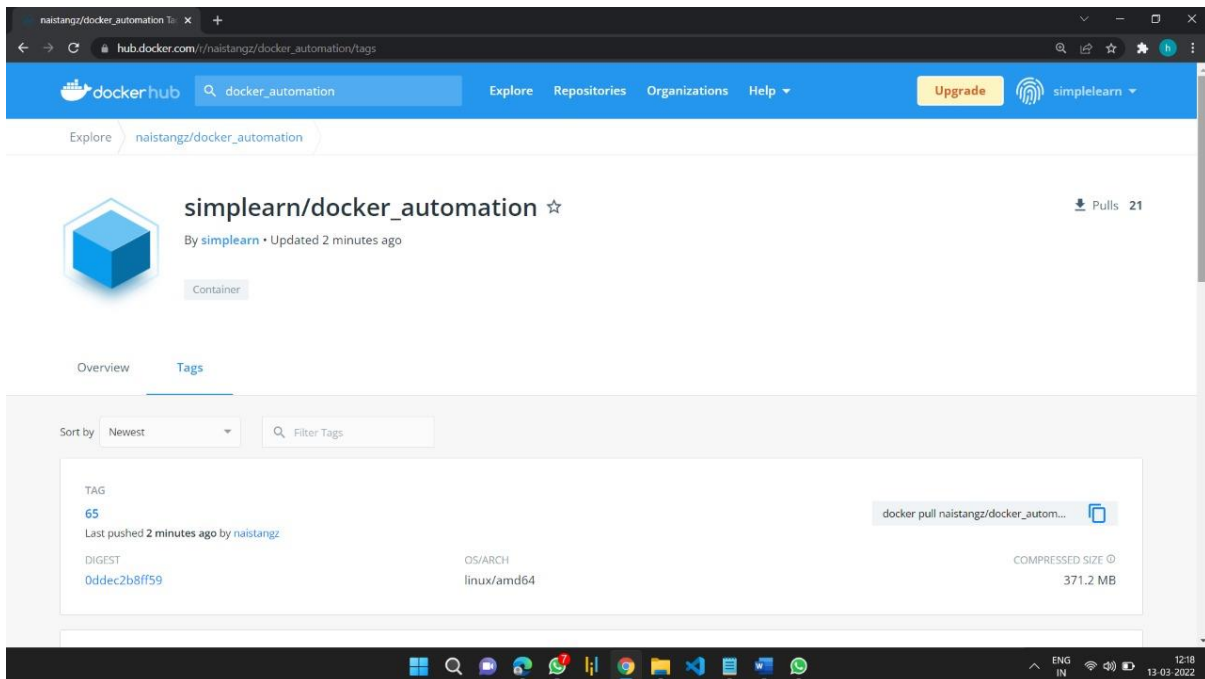 naistangz/docker_automation Ta
hub.docker.com/r/naistangz/docker_automation/tags
dockerhub
docker_automation
Explore Repositories Organizations Help
Upgrade
simplelearn
Explore naistangz/docker_automation
simplearn/docker_automation
Pulls 21
By simplearn • Updated 2 minutes ago
Container
Overview Tags
Sort by Newest Filter Tags
TAG
65
docker pull naistangz/docker_autom...
Last pushed 2 minutes ago by naistangz
DIGEST OS/ARCH COMPRESSED SIZE
0ddec2b8ff59 linux/amd64 371.2 MB
7
ENG
IN
12:18
13-03-2022